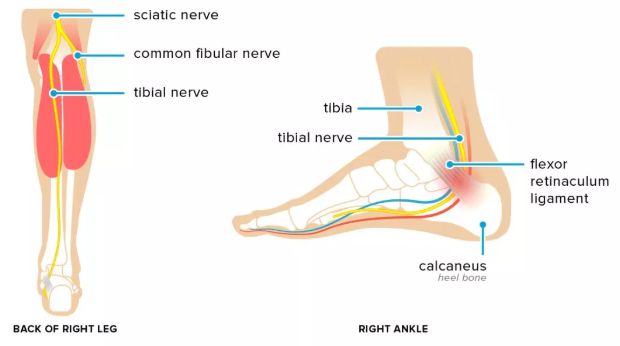 sciatic nerve
common fibular nerve
tibial nerve
BACK OF RIGHT LEG
tibia
tibial nerve
flexor
retinaculum
ligament
calcaneus
heel bone
RIGHT ANKLE